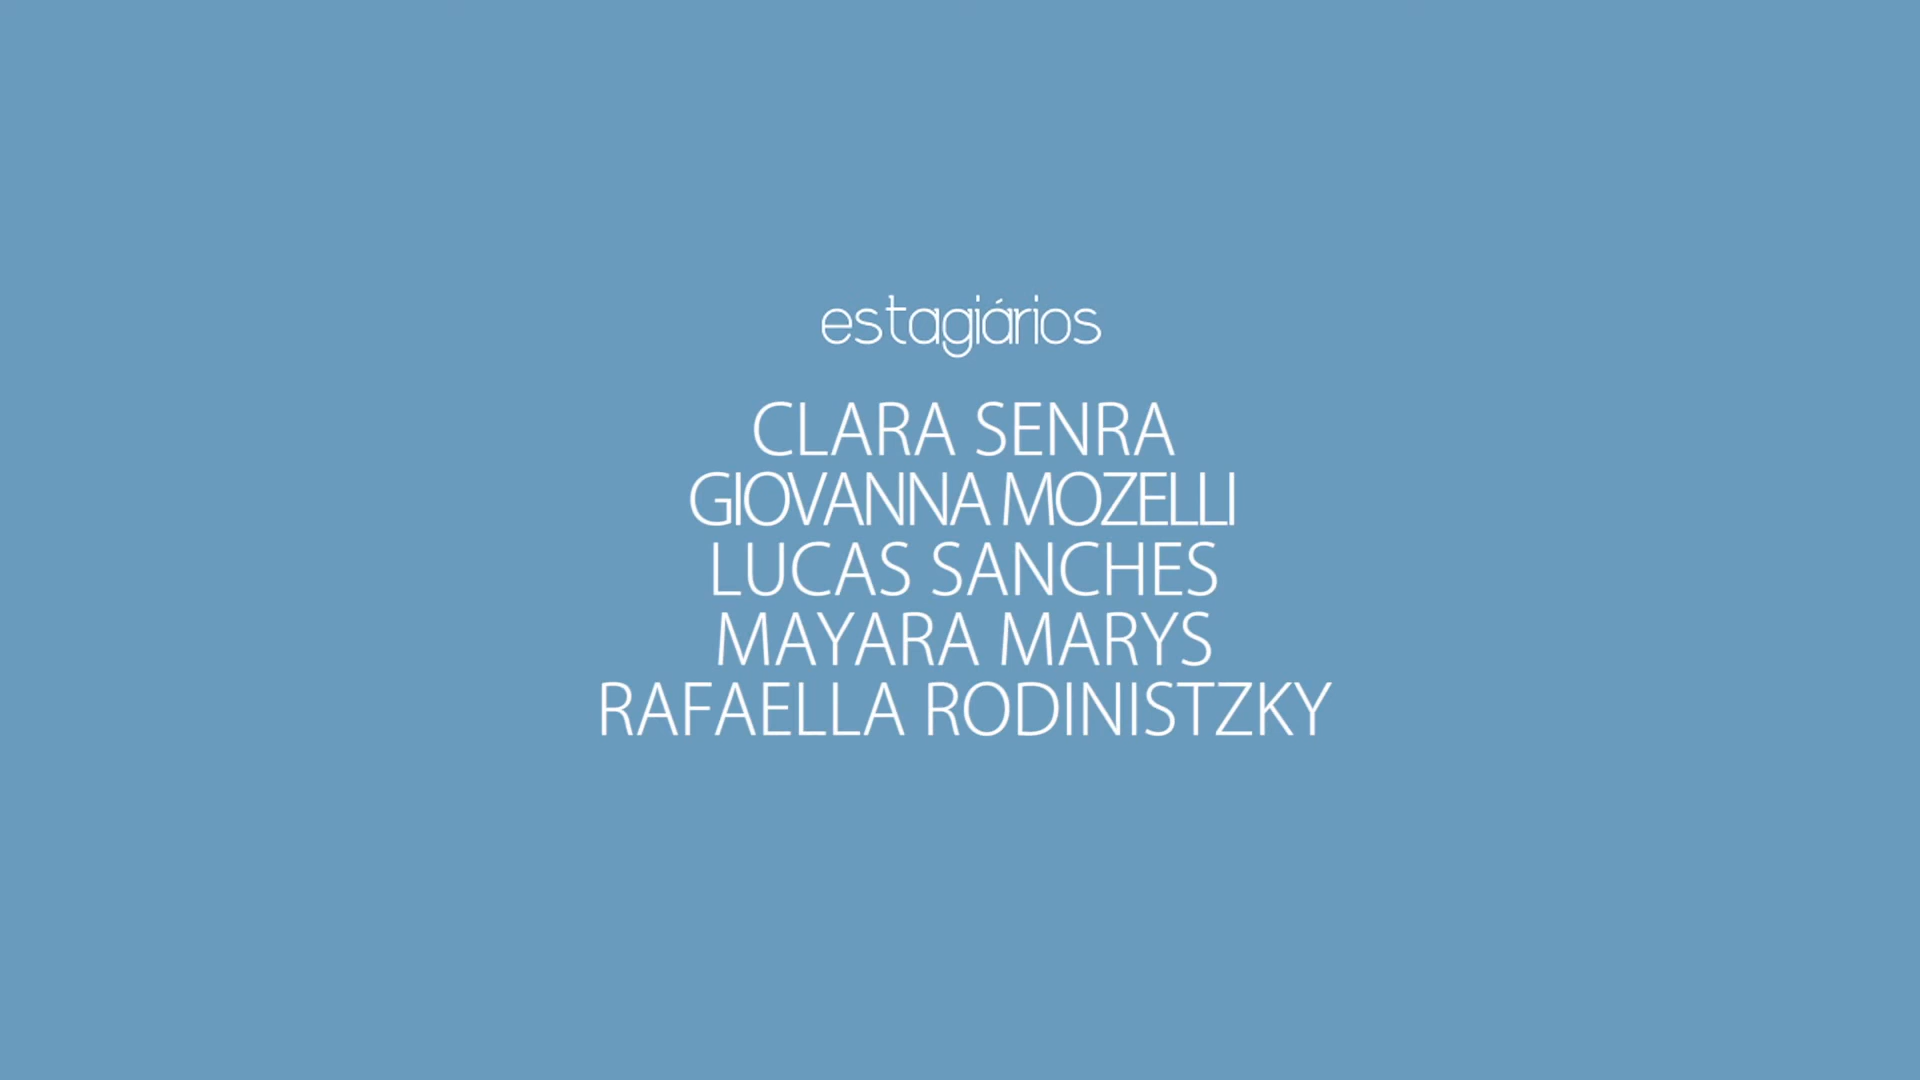 estagiários
CLARA SENRA
GIOVANNA MOZELLI
LUCAS SANCHES
MAYARA MARYS
RAFAELLA RODINISTZKY